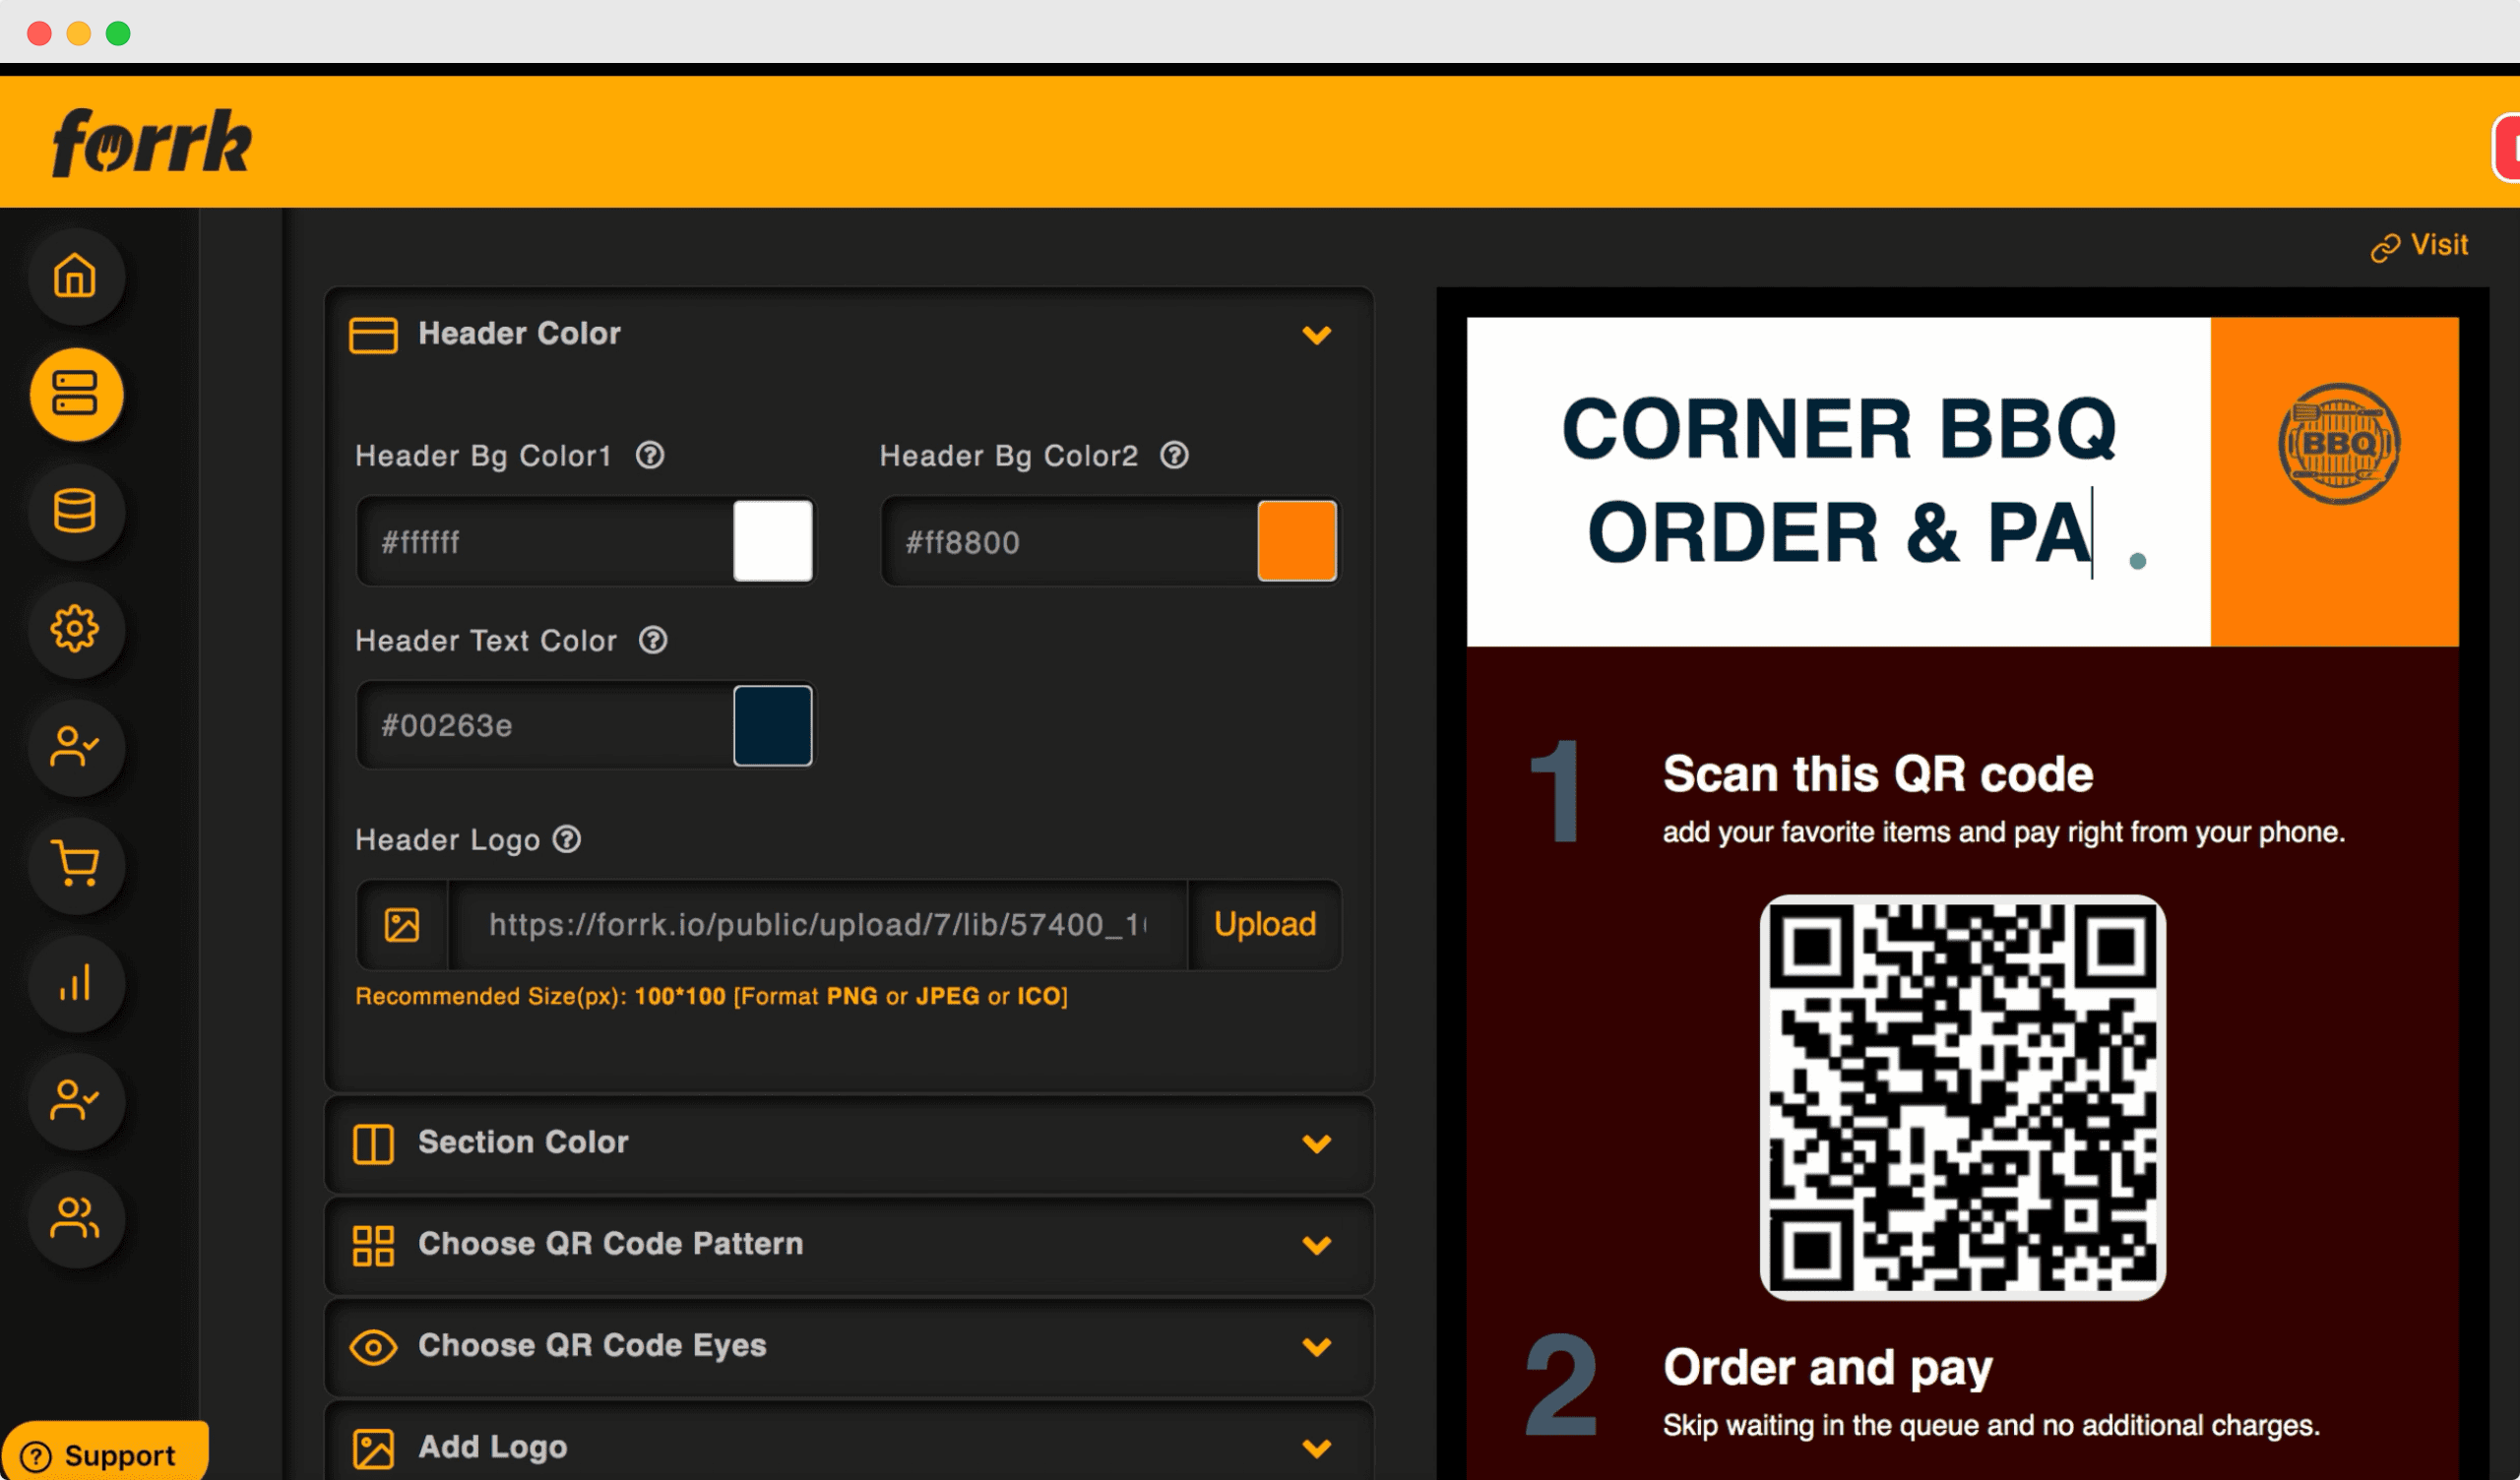 forrk
Visit
Header Color
Header Bg Color1
Header Bg Color2
#ffffff
#ff8800
Header Text Color
#00263e
Header Logo
https://forrk.io/public/upload/7/lib/57400_1
Upload
Recommended Size(px): 100*100 [Format PNG or JPEG or ICO]
Section Color
Choose QR Code Pattern
Choose QR Code Eyes
Add Logo
Support
CORNER BBQ
ORDER & PA
BBQ
1
Scan this QR code
add your favorite items and pay right from your phone.
2
Order and pay
Skip waiting in the queue and no additional charges.